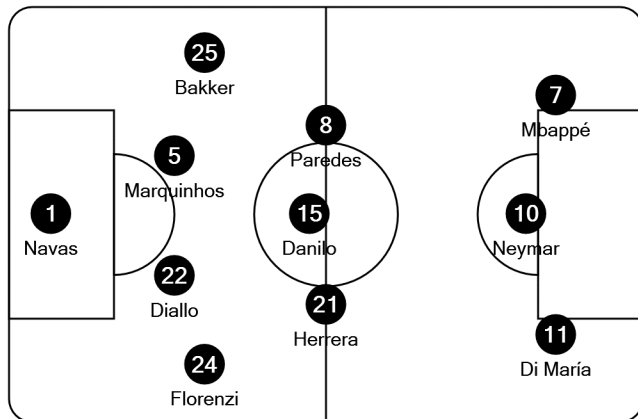 25
Bakker
7
Mbappé
8
Paredes
5
Marquinhos
1
Navas
15
Danilo
10
Neymar
22
Diallo
21
Herrera
11
Di María
24
Florenzi